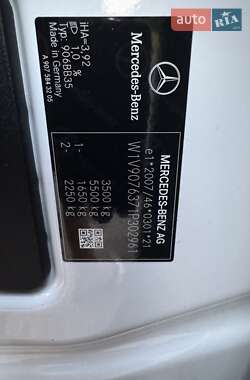 AUTO RIA
Mercedes-Benz
MERCEDES-BENZ AG
e1*2007/46*0301*21
W1V9076371P302961
3500 kg
5500 kg
1- 1650 kg
2- 2250 kg
iHA=3,92
1,0 %
Typ: 906BB35
Made in Germany
A 907 584 32 05